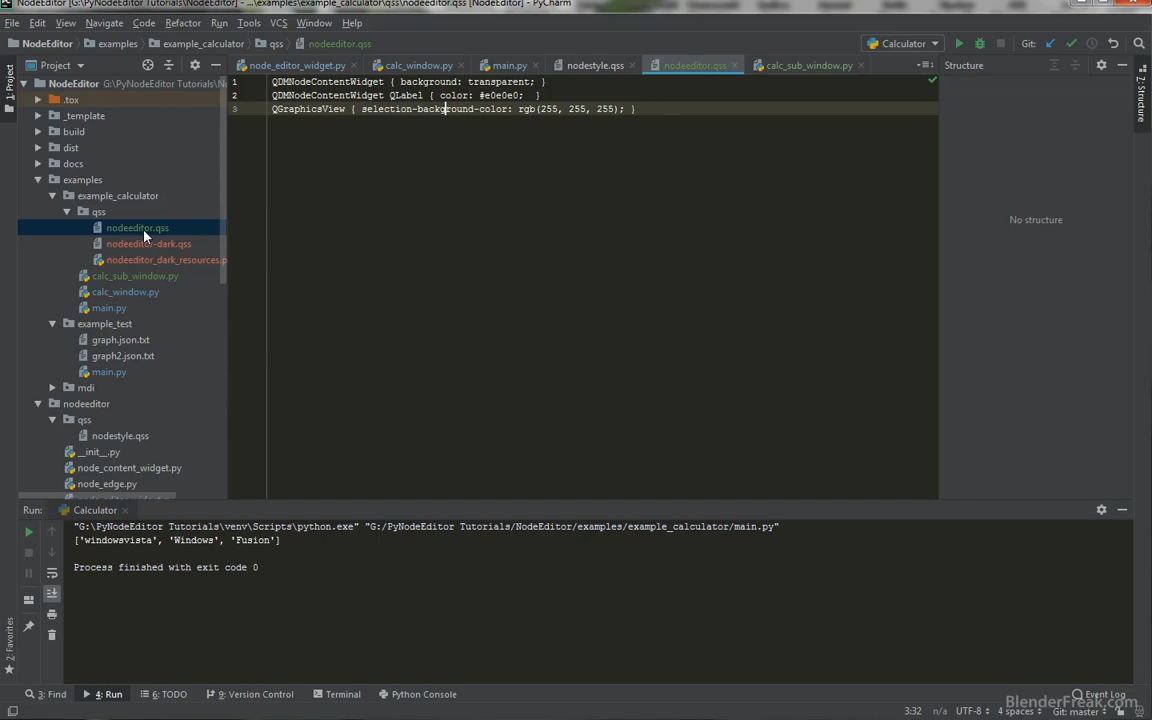 NodeEditor [G:\PyNodeEditor Tutorials\NodeEditor] - ...\examples\example_calculator\qss\nodeeditor.qss [NodeEditor] - PyCharm
File Edit View Navigate Code Refactor Run Tools VCS Window Help
NodeEditor examples example_calculator qss nodeeditor.qss Calculator Git:
Project node_editor_widget.py calc_window.py main.py nodestyle.qss nodeeditor.qss calc_sub_window.py Structure
1: Project
2: Structure
NodeEditor G:\PyNodeEditor Tutorials\N
.tox
_template
build
dist
docs
examples
example_calculator
qss
nodeeditor.qss
nodeeditor-dark.qss
nodeeditor_dark_resources.p
calc_sub_window.py
calc_window.py
main.py
example_test
graph.json.txt
graph2.json.txt
main.py
mdi
nodeeditor
qss
nodestyle.qss
__init__.py
node_content_widget.py
node_edge.py
1 QDMNodeContentWidget { background: transparent; }
2 QDMNodeContentWidget QLabel { color: #e0e0e0; }
3 QGraphicsView { selection-background-color: rgb(255, 255, 255); }
No structure
Run: Calculator
"G:\PyNodeEditor Tutorials\venv\Scripts\python.exe" "G:/PyNodeEditor Tutorials/NodeEditor/examples/example_calculator/main.py"
['windowsvista', 'Windows', 'Fusion']
Process finished with exit code 0
2: Favorites
3: Find 4: Run 6: TODO 9: Version Control Terminal Python Console Event Log
BlenderFreak.com
3:32 n/a UTF-8 4 spaces Git: master